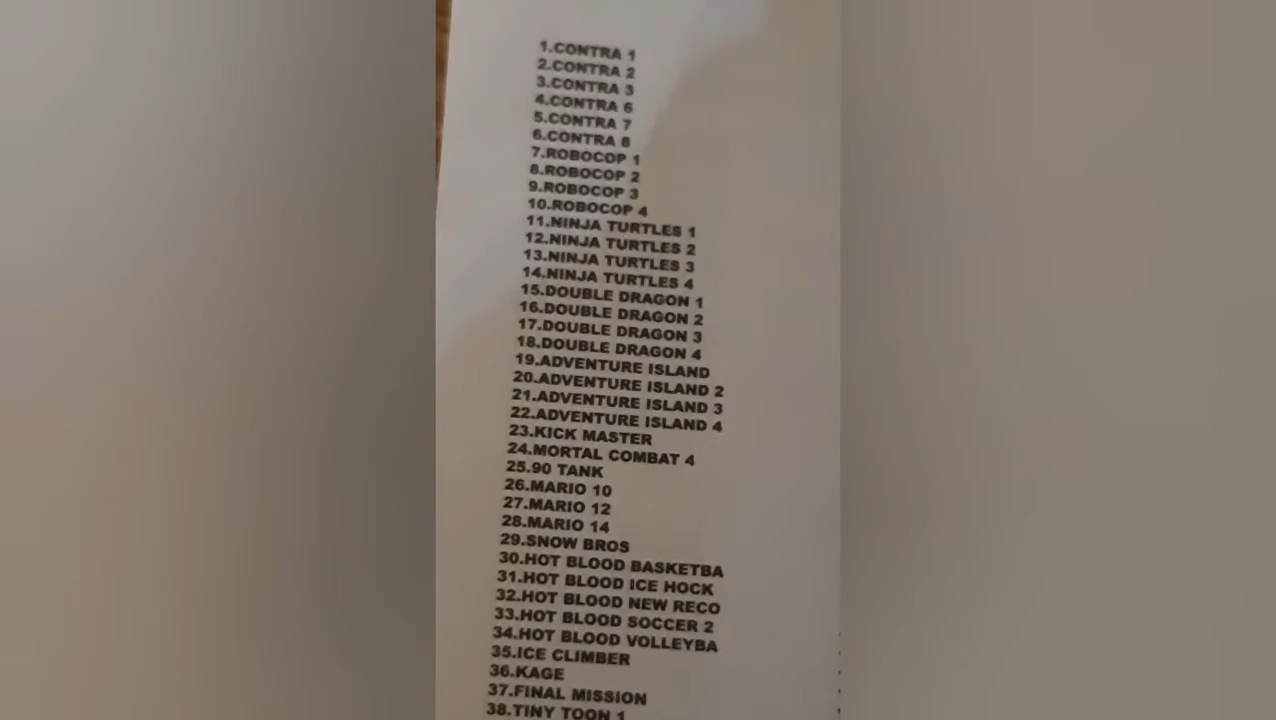 1.CONTRA 1
2.CONTRA 2
3.CONTRA 3
4.CONTRA 6
5.CONTRA 7
6.CONTRA 8
7.ROBOCOP 1
8.ROBOCOP 2
9.ROBOCOP 3
10.ROBOCOP 4
11.NINJA TURTLES 1
12.NINJA TURTLES 2
13.NINJA TURTLES 3
14.NINJA TURTLES 4
15.DOUBLE DRAGON 1
16.DOUBLE DRAGON 2
17.DOUBLE DRAGON 3
18.DOUBLE DRAGON 4
19.ADVENTURE ISLAND
20.ADVENTURE ISLAND 2
21.ADVENTURE ISLAND 3
22.ADVENTURE ISLAND 4
23.KICK MASTER
24.MORTAL COMBAT 4
25.90 TANK
26.MARIO 10
27.MARIO 12
28.MARIO 14
29.SNOW BROS
30.HOT BLOOD BASKETBA
31.HOT BLOOD ICE HOCK
32.HOT BLOOD NEW RECO
33.HOT BLOOD SOCCER 2
34.HOT BLOOD VOLLEYBA
35.ICE CLIMBER
36.KAGE
37.FINAL MISSION
38.TINY TOON 1